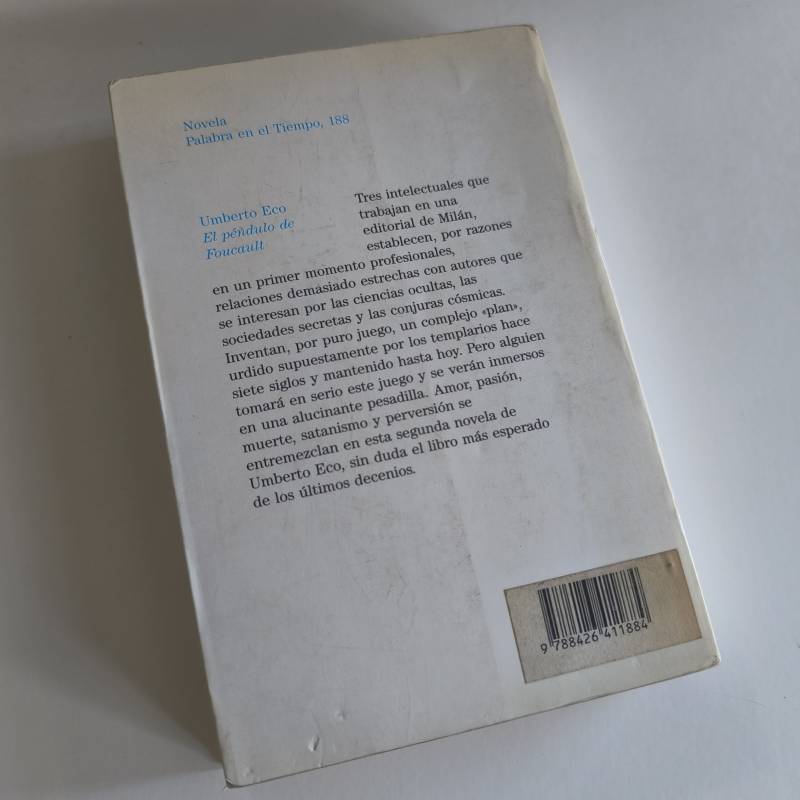 Novela
Palabra en el Tiempo, 188
Umberto Eco
El péndulo de
Foucault
Tres intelectuales que
trabajan en una
editorial de Milán,
establecen, por razones
en un primer momento profesionales,
relaciones demasiado estrechas con autores que
se interesan por las ciencias ocultas, las
sociedades secretas y las conjuras cósmicas.
Inventan, por puro juego, un complejo «plan»,
urdido supuestamente por los templarios hace
siete siglos y mantenido hasta hoy. Pero alguien
tomará en serio este juego y se verán inmersos
en una alucinante pesadilla. Amor, pasión,
muerte, satanismo y perversión se
entremezclan en esta segunda novela de
Umberto Eco, sin duda el libro más esperado
de los últimos decenios.
9 788426 411884